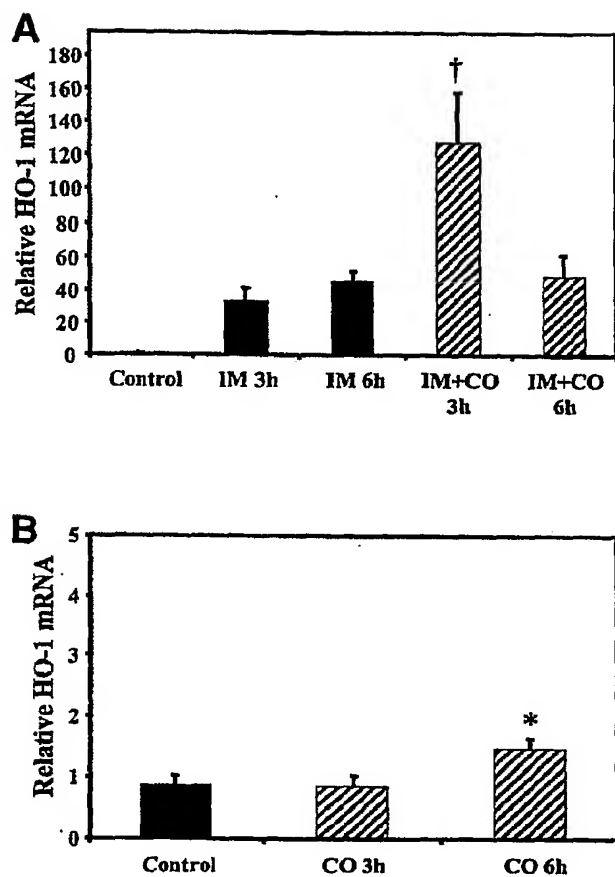 A
Relative HO-1 mRNA
180
160
140
120
100
80
60
40
20
0
†
Control
IM 3h
IM 6h
IM+CO
3h
IM+CO
6h
B
Relative HO-1 mRNA
5
4
3
2
1
0
*
Control
CO 3h
CO 6h